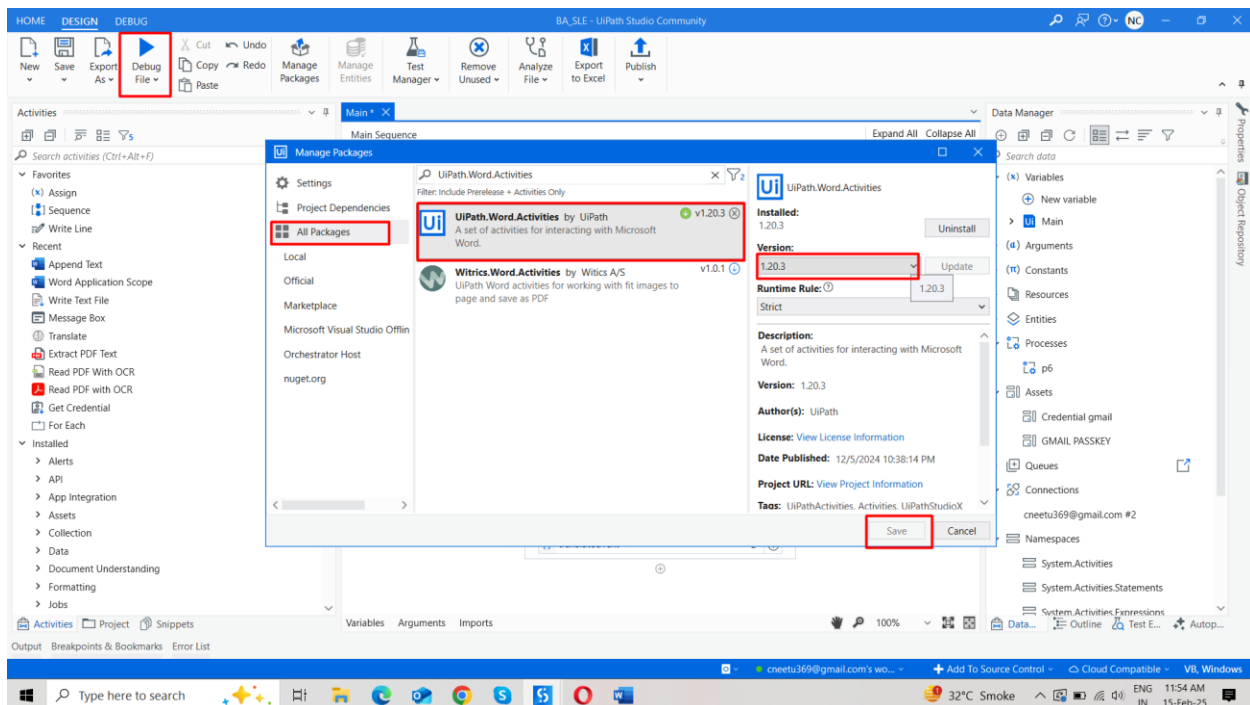 HOME DESIGN DEBUG
BA_SLE - UiPath Studio Community
NC
New
Save
Export As
Debug File
Cut
Copy
Paste
Undo
Redo
Manage Packages
Manage Entities
Test Manager
Remove Unused
Analyze File
Export to Excel
Publish
Activities
Search activities (Ctrl+Alt+F)
Favorites
Assign
Sequence
Write Line
Recent
Append Text
Word Application Scope
Write Text File
Message Box
Translate
Extract PDF Text
Read PDF With OCR
Read PDF with OCR
Get Credential
For Each
Installed
Alerts
API
App Integration
Assets
Collection
Data
Document Understanding
Formatting
Jobs
Activities Project Snippets
Output Breakpoints & Bookmarks Error List
Main *
Main Sequence
Expand All Collapse All
Manage Packages
Settings
Project Dependencies
All Packages
Local
Official
Marketplace
Microsoft Visual Studio Offlin
Orchestrator Host
nuget.org
UiPath.Word.Activities
2
Filter: Include Prerelease + Activities Only
Ui
UiPath.Word.Activities by UiPath
v1.20.3
A set of activities for interacting with Microsoft
Word.
Witrics.Word.Activities by Witics A/S
v1.0.1
UiPath Word activities for working with fit images to
page and save as PDF
Ui
UiPath.Word.Activities
Installed:
1.20.3
Uninstall
Version:
1.20.3
Update
1.20.3
Runtime Rule:
Strict
Description:
A set of activities for interacting with Microsoft
Word.
Version: 1.20.3
Author(s): UiPath
License: View License Information
Date Published: 12/5/2024 10:38:14 PM
Project URL: View Project Information
Tags: UiPathActivities, Activities, UiPathStudioX
Save
Cancel
Variables Arguments Imports
100%
Data Manager
Search data
Variables
New variable
Main
Arguments
Constants
Resources
Entities
Processes
p6
Assets
Credential gmail
GMAIL PASSKEY
Queues
Connections
cneetu369@gmail.com #2
Namespaces
System.Activities
System.Activities.Statements
System.Activities.Expressions
Data... Outline Test E... Autop...
Properties
Object Repository
cneetu369@gmail.com's wo...
Add To Source Control
Cloud Compatible
VB, Windows
Type here to search
32°C Smoke
ENG
IN
11:54 AM
15-Feb-25